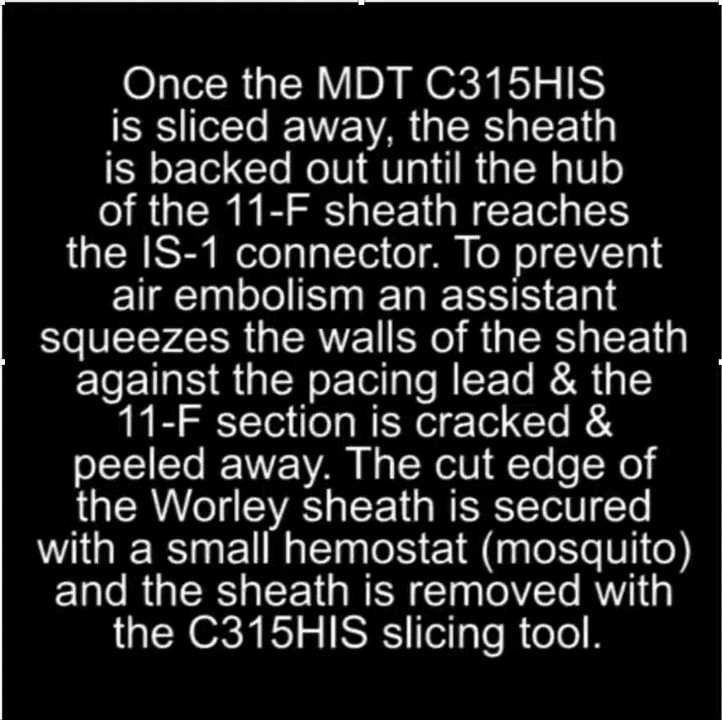 Once the MDT C315HIS
is sliced away, the sheath
is backed out until the hub
of the 11-F sheath reaches
the IS-1 connector. To prevent
air embolism an assistant
squeezes the walls of the sheath
against the pacing lead & the
11-F section is cracked &
peeled away. The cut edge of
the Worley sheath is secured
with a small hemostat (mosquito)
and the sheath is removed with
the C315HIS slicing tool.